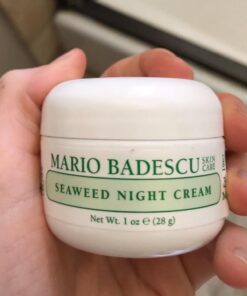 MARIO BADESCU SKIN CARE
SEAWEED NIGHT CREAM
Net Wt. 1 oz ℮ (28 g)